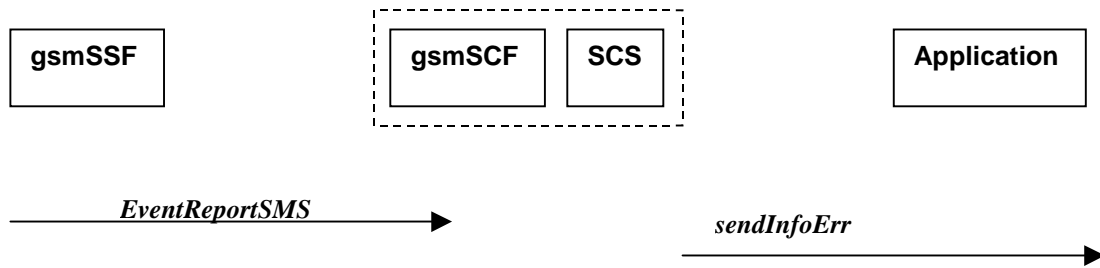 gsmSSF gsmSCF SCS Application
EventReportSMS
sendInfoErr